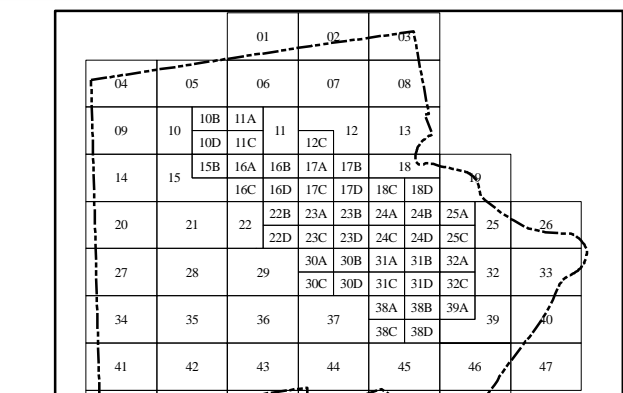 01 02 03
04 05 06 07 08
10B 11A
09 10 11 12 13
10D 11C 12C
15B 16A 16B 17A 17B 18
14 15 19
16C 16D 17C 17D 18C 18D
22B 23A 23B 24A 24B 25A
20 21 22 25 26
22D 23C 23D 24C 24D 25C
30A 30B 31A 31B 32A
27 28 29 32 33
30C 30D 31C 31D 32C
38A 38B 39A
34 35 36 37 39 40
38C 38D
41 42 43 44 45 46 47